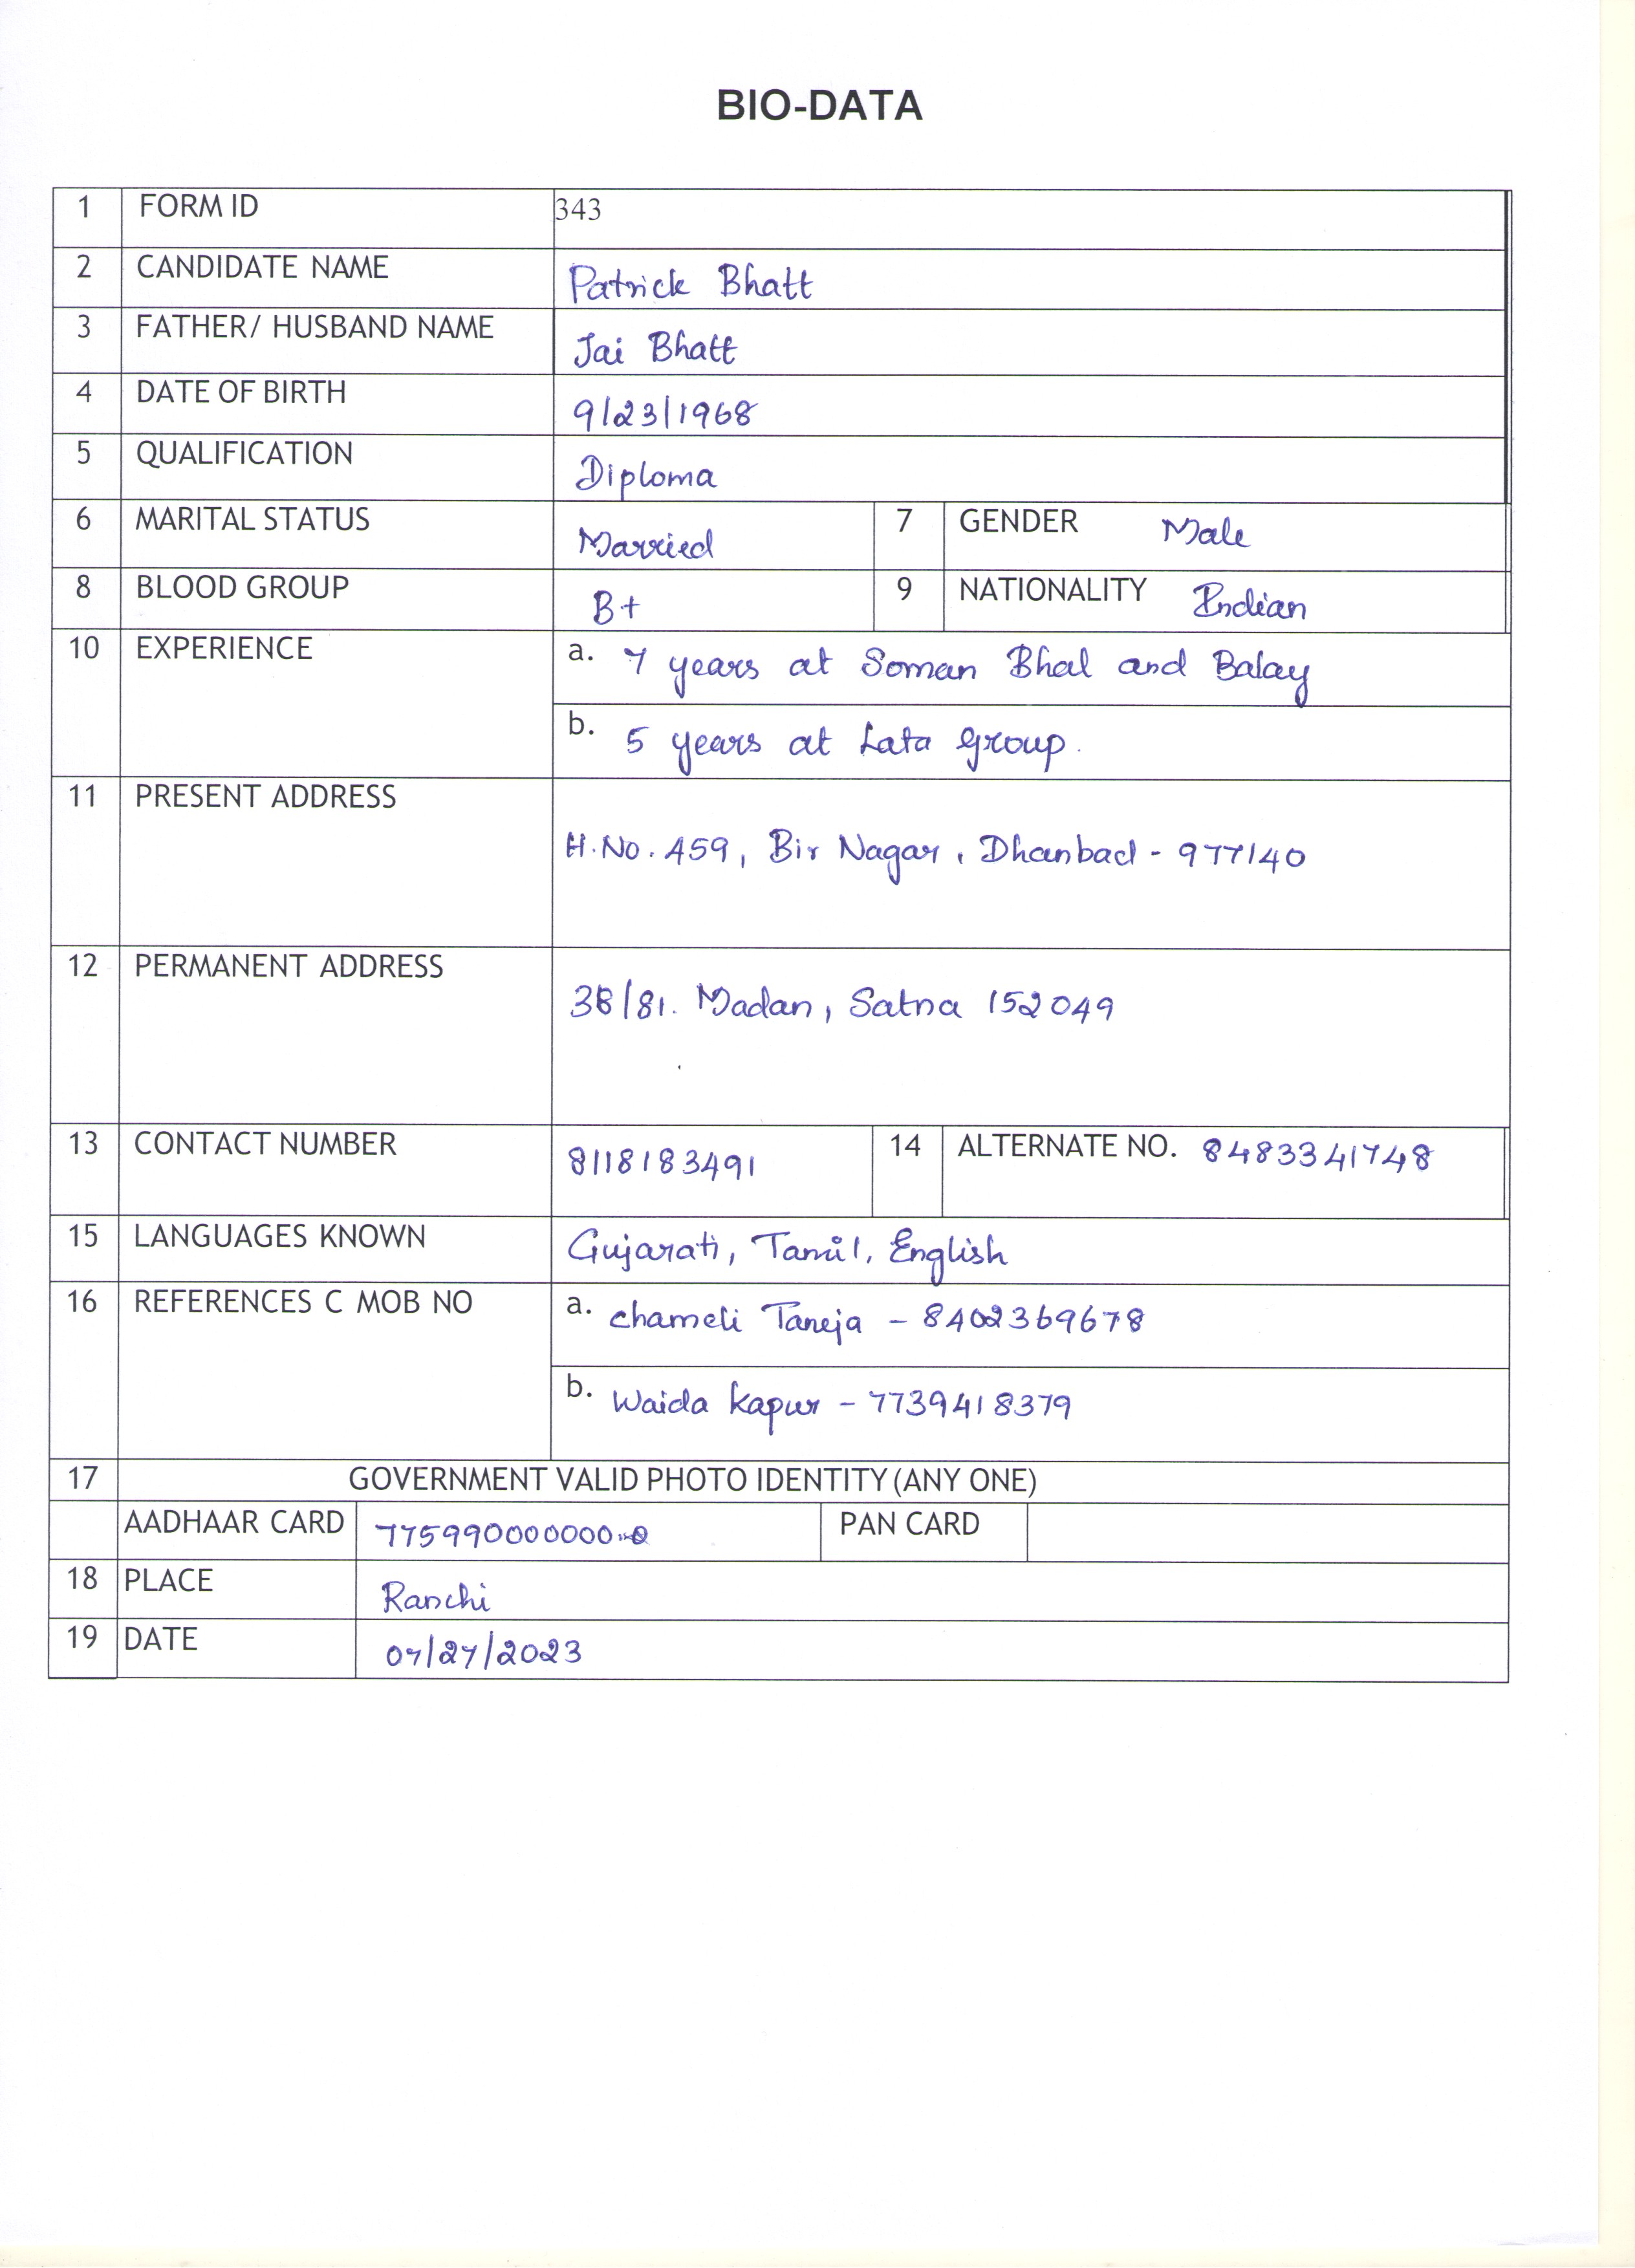 BIO-DATA
1 FORM ID 343
2 CANDIDATE NAME Patrick Bhatt
3 FATHER/ HUSBAND NAME Jai Bhatt
4 DATE OF BIRTH 9/23/1968
5 QUALIFICATION Diploma
6 MARITAL STATUS Married 7 GENDER Male
8 BLOOD GROUP B+ 9 NATIONALITY Indian
10 EXPERIENCE a. 7 years at Soman Bhal and Balay
b. 5 years at Lata Group.
11 PRESENT ADDRESS
H.No. 459, Bir Nagar, Dhanbad - 977140
12 PERMANENT ADDRESS
38/81. Madan, Satna 152049
13 CONTACT NUMBER 8118183491 14 ALTERNATE NO. 8483341748
15 LANGUAGES KNOWN Gujarati, Tamil, English
16 REFERENCES C MOB NO a. chameli Taneja - 8402369678
b. Waida Kapur - 7739418379
17 GOVERNMENT VALID PHOTO IDENTITY (ANY ONE)
AADHAAR CARD 775990000000 PAN CARD
18 PLACE Ranchi
19 DATE 07/27/2023